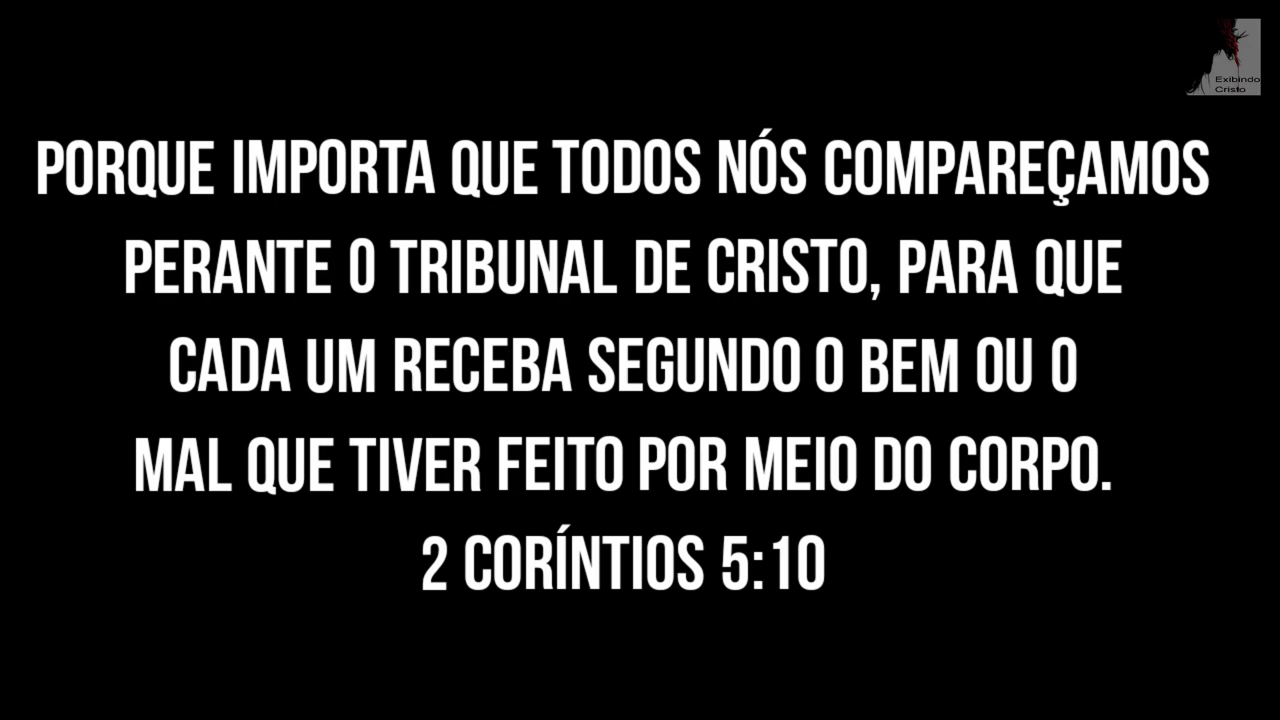 Exibindo
Cristo
PORQUE IMPORTA QUE TODOS NÓS COMPAREÇAMOS
PERANTE O TRIBUNAL DE CRISTO, PARA QUE
CADA UM RECEBA SEGUNDO O BEM OU O
MAL QUE TIVER FEITO POR MEIO DO CORPO.
2 CORÍNTIOS 5:10